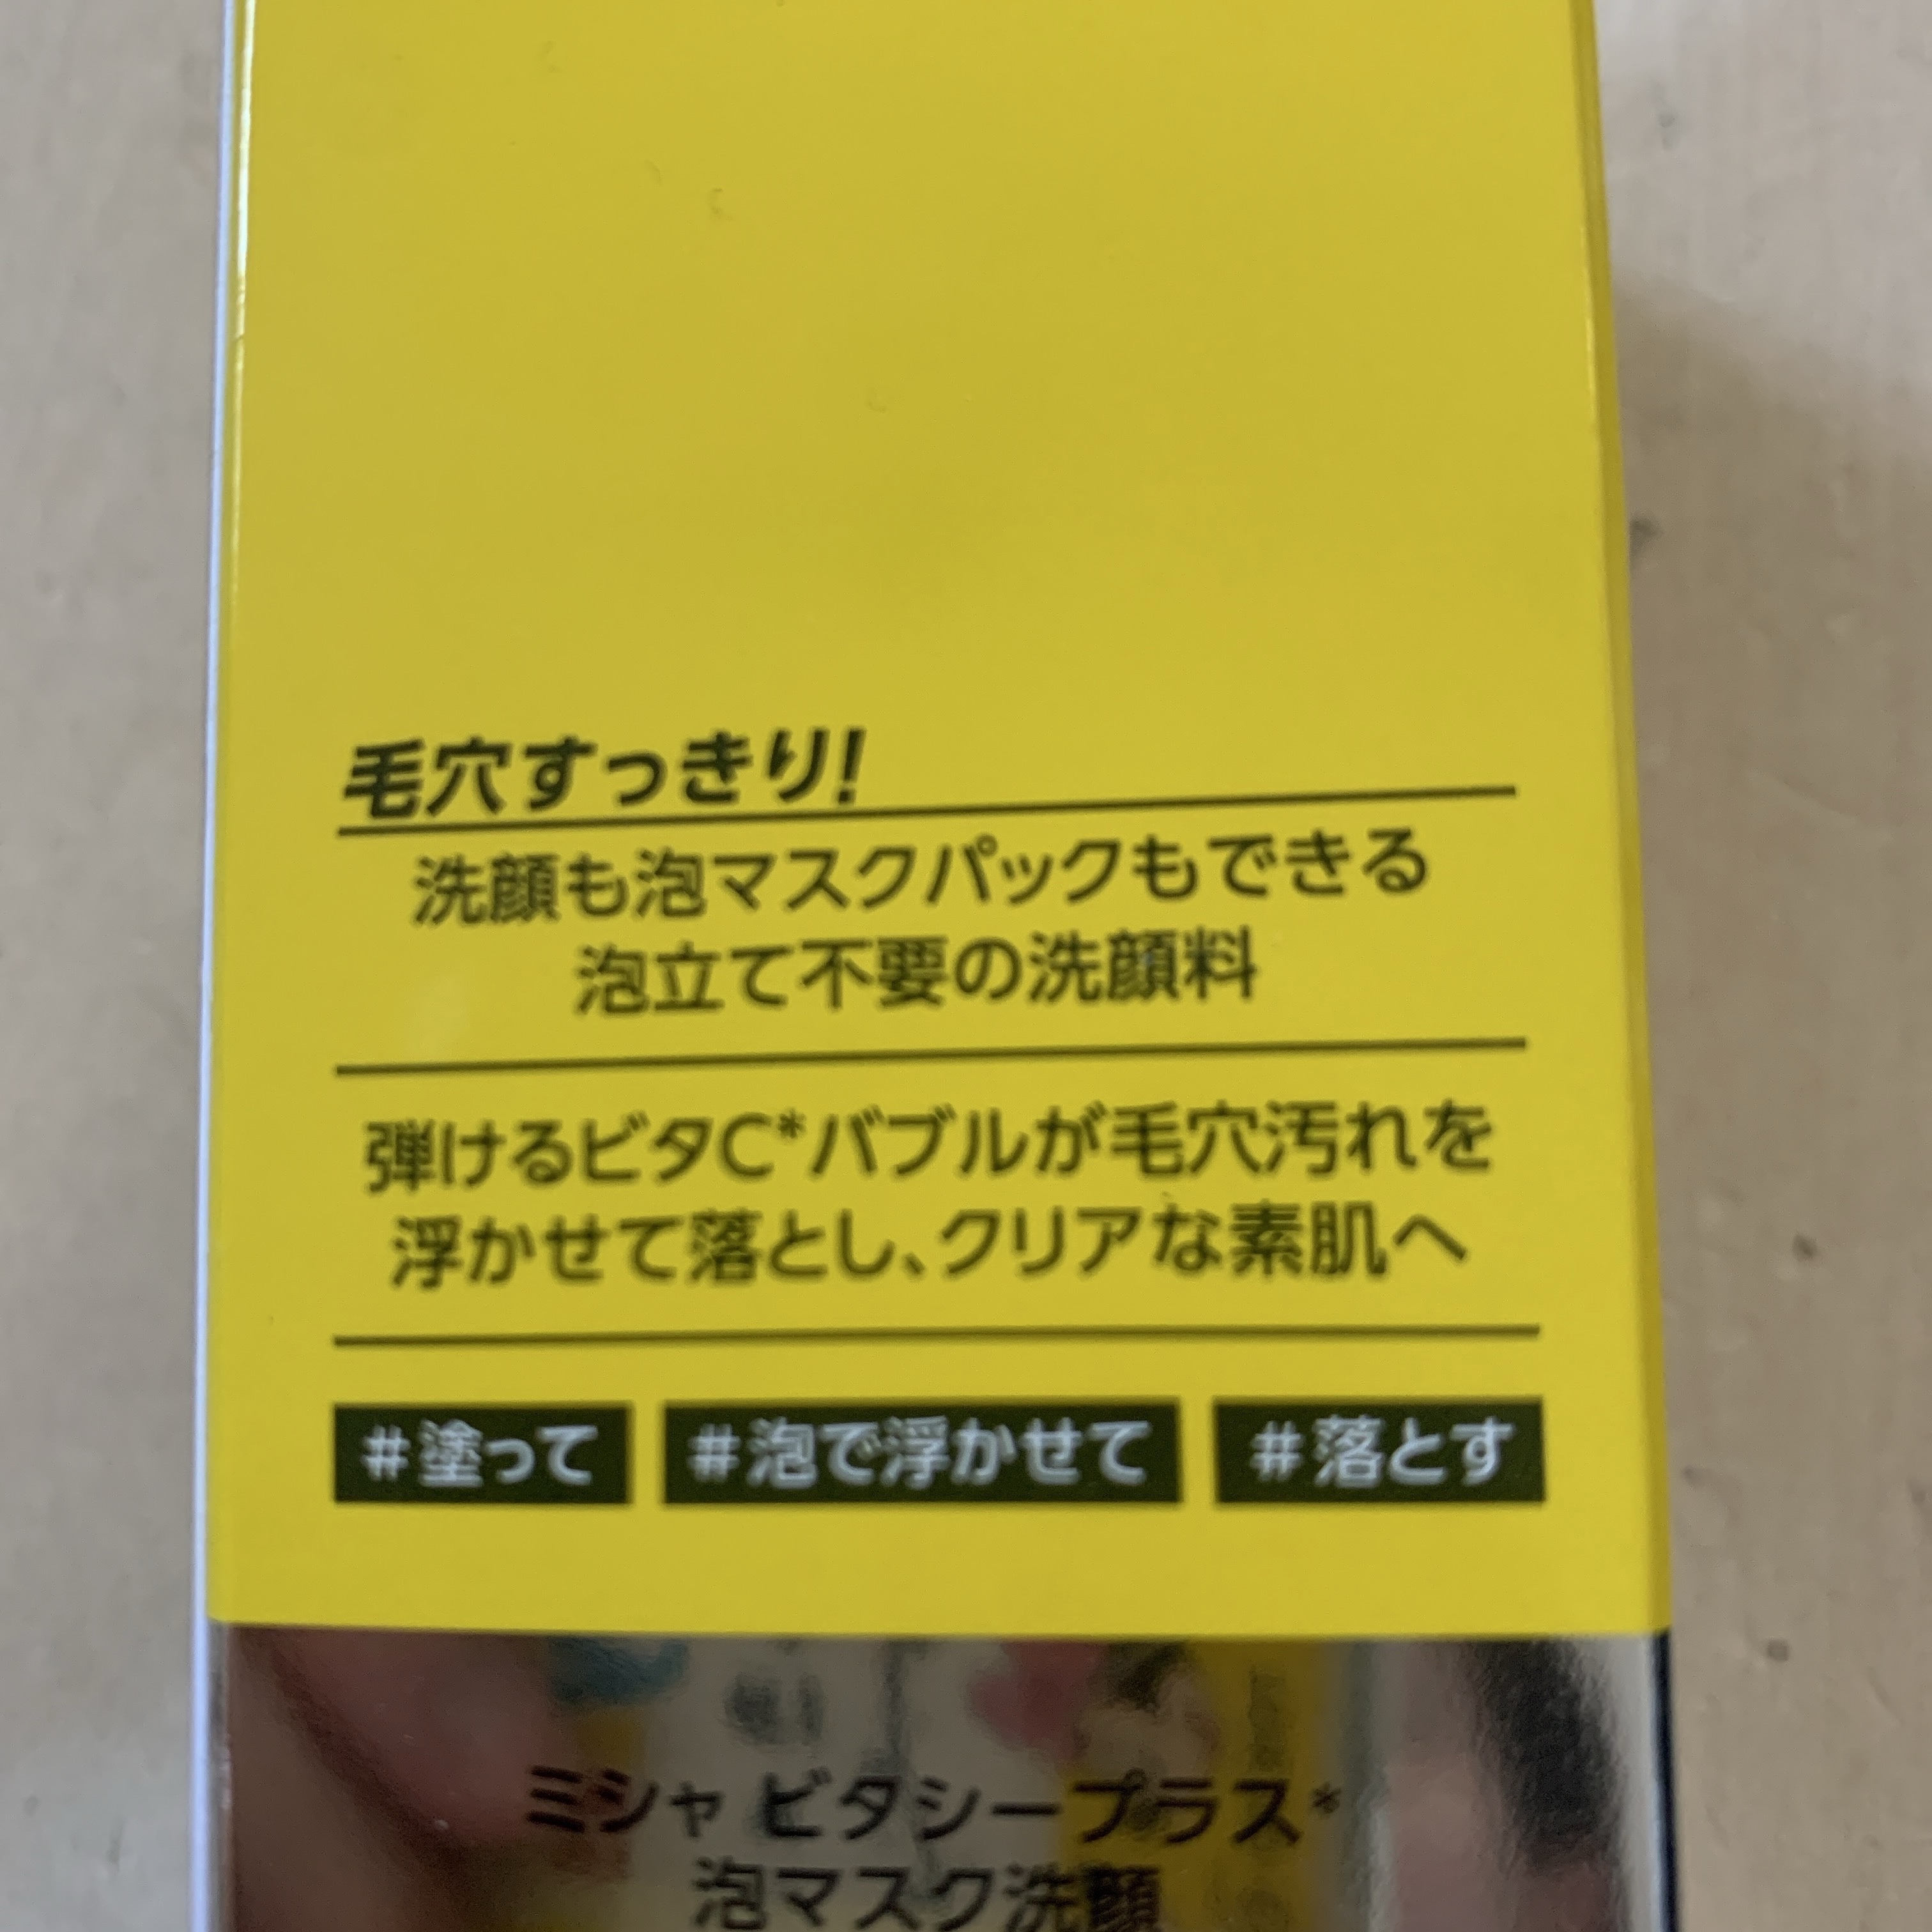 毛穴すっきり!
洗顔も泡マスクパックもできる
泡立て不要の洗顔料
弾けるビタC*バブルが毛穴汚れを
浮かせて落とし、クリアな素肌へ
#塗って #泡で浮かせて #落とす
ミシャ ビタシープラス*
泡マスク洗顔